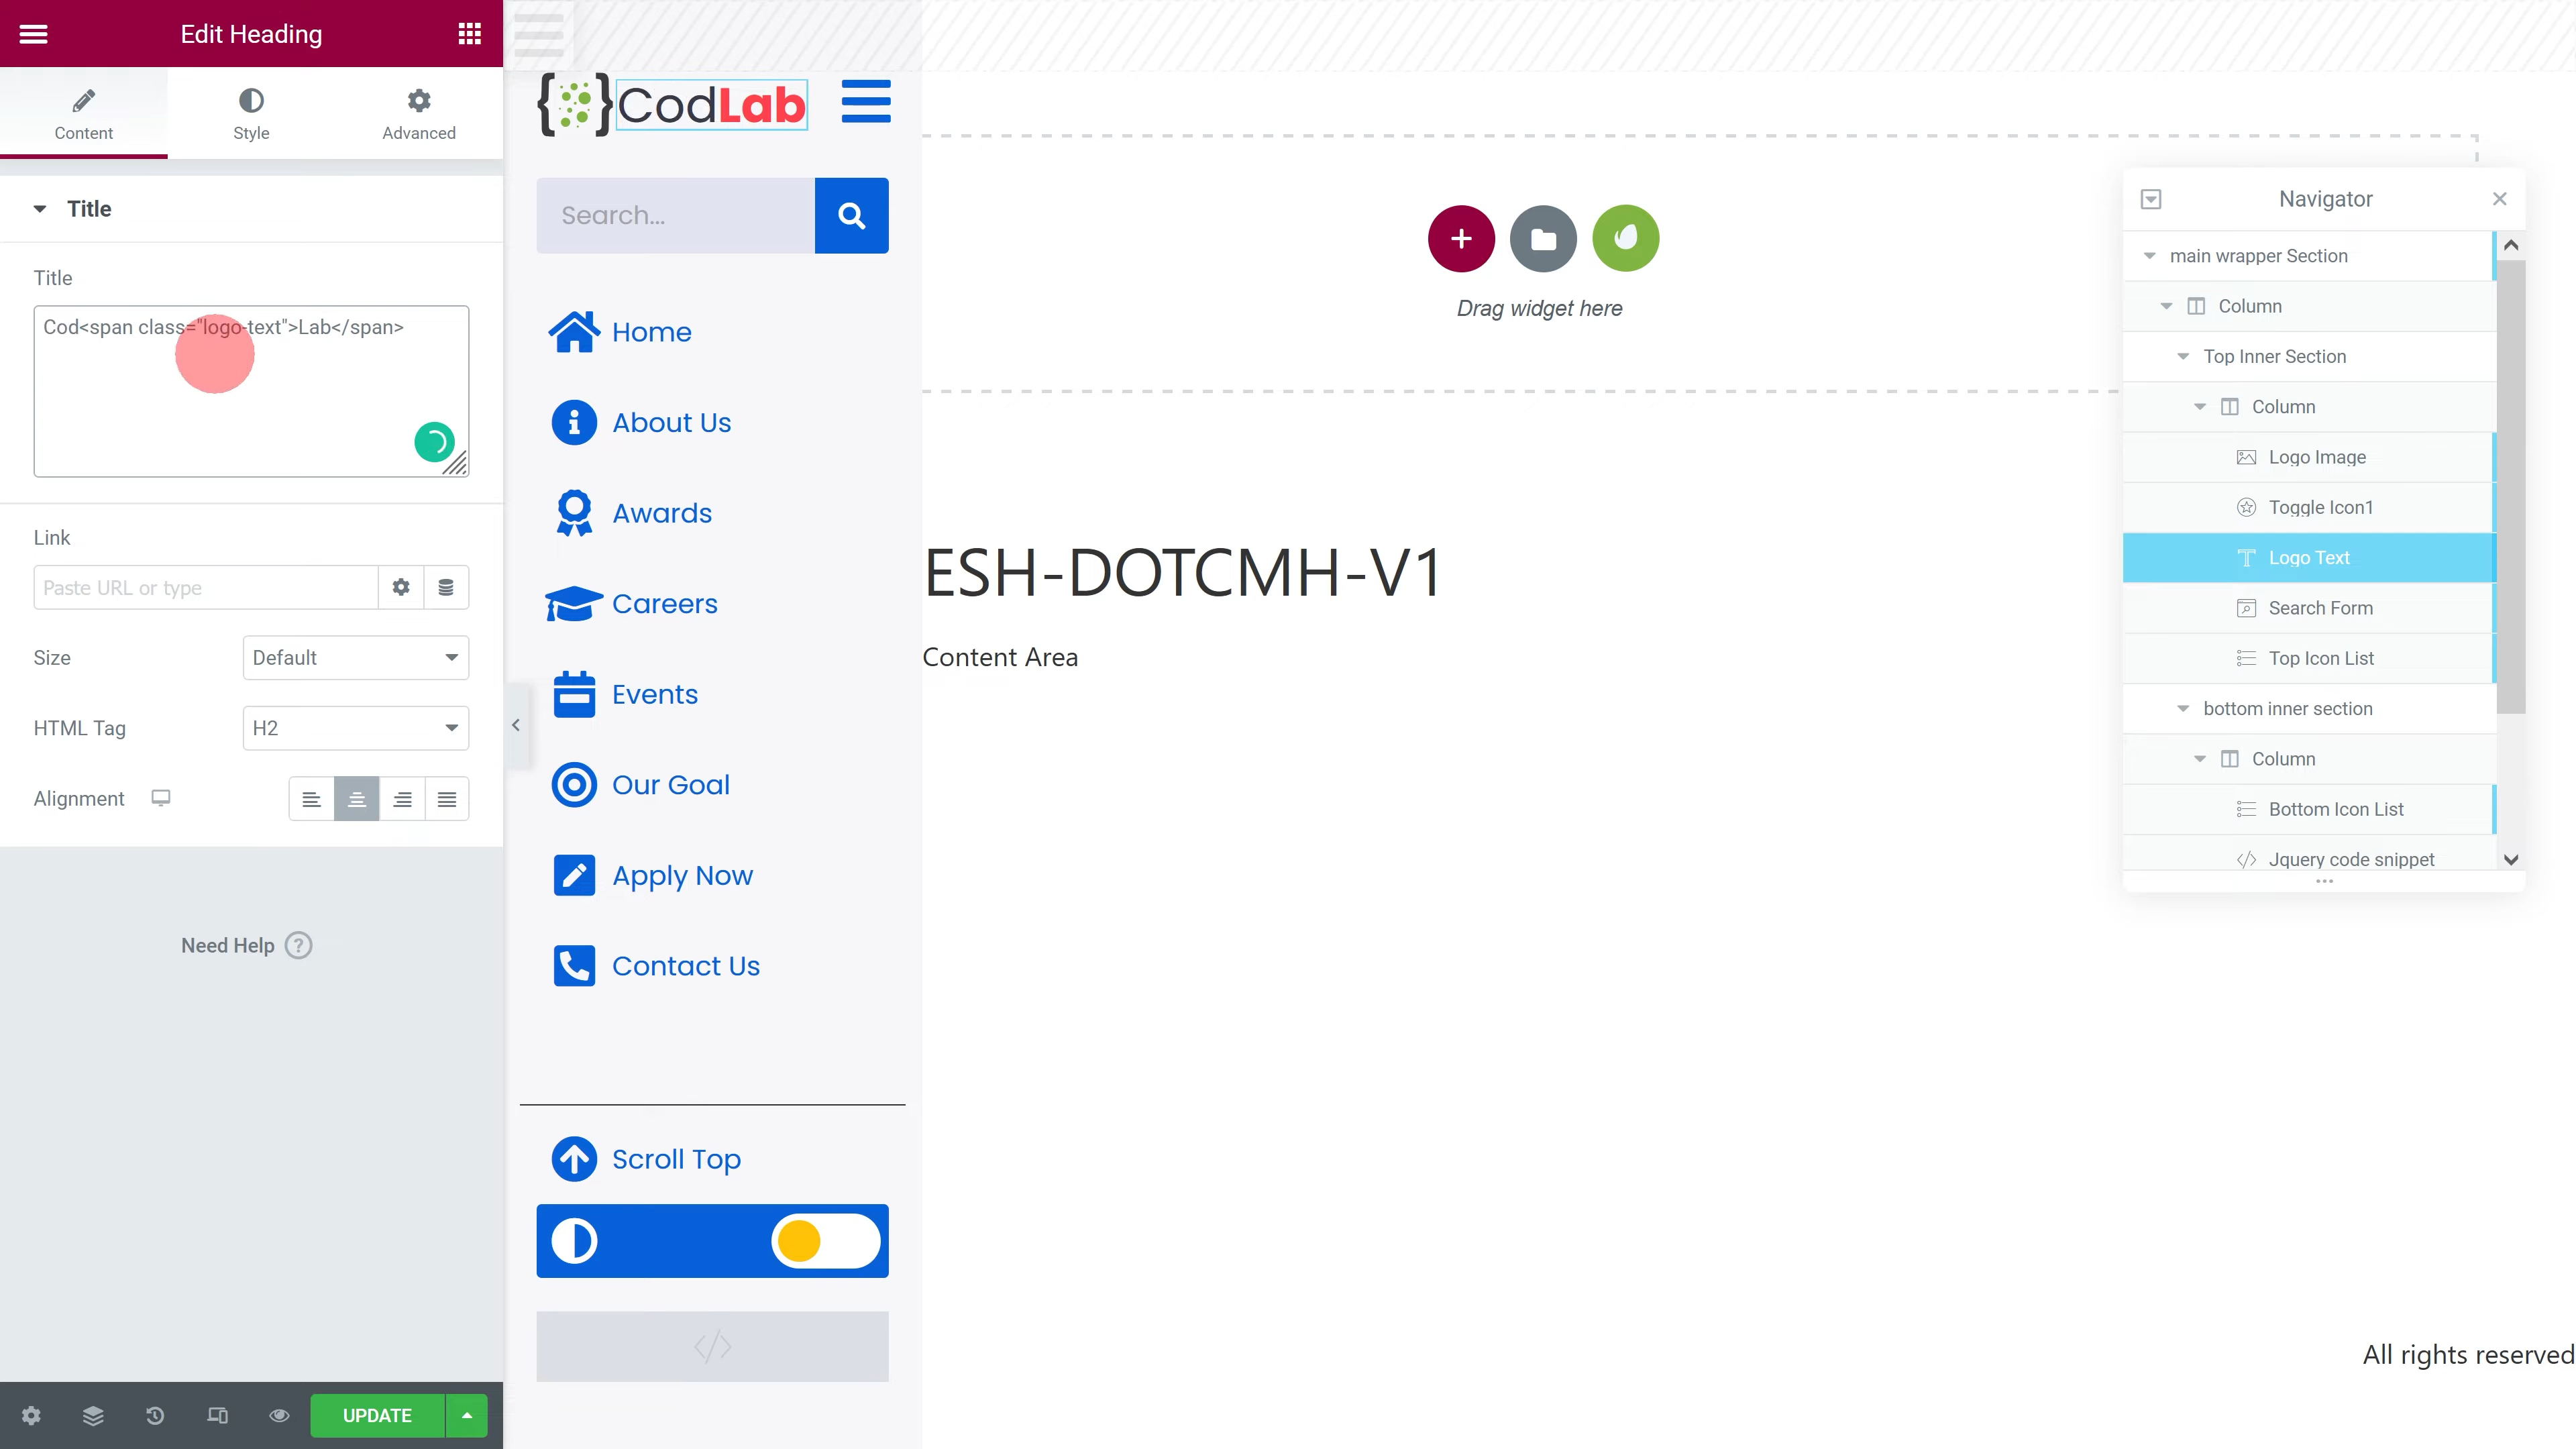 Edit Heading
Content
Style
Advanced
Title
Title
Cod<span class="logo-text">Lab</span>
Link
Paste URL or type
Size
Default
HTML Tag
H2
Alignment
Need Help ?
UPDATE
CodLab
Search...
Home
About Us
Awards
Careers
Events
Our Goal
Apply Now
Contact Us
Scroll Top
Drag widget here
ESH-DOTCMH-V1
Content Area
All rights reserved
Navigator
main wrapper Section
Column
Top Inner Section
Column
Logo Image
Toggle Icon1
Logo Text
Search Form
Top Icon List
bottom inner section
Column
Bottom Icon List
Jquery code snippet